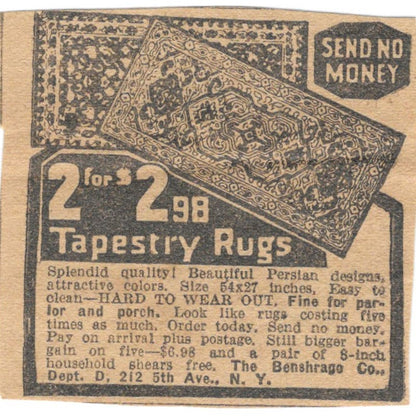 SEND NO
MONEY
2 for $2.98
Tapestry Rugs
Splendid quality! Beautiful Persian designs,
attractive colors. Size 54x27 inches, Easy to
clean—HARD TO WEAR OUT. Fine for par-
lor and porch. Look like rugs costing five
times as much. Order today. Send no money.
Pay on arrival plus postage. Still bigger bar-
gain on five—$6.98 and a pair of 8-inch
household shears free. The Benshrago Co.,
Dept. D, 212 5th Ave., N. Y.